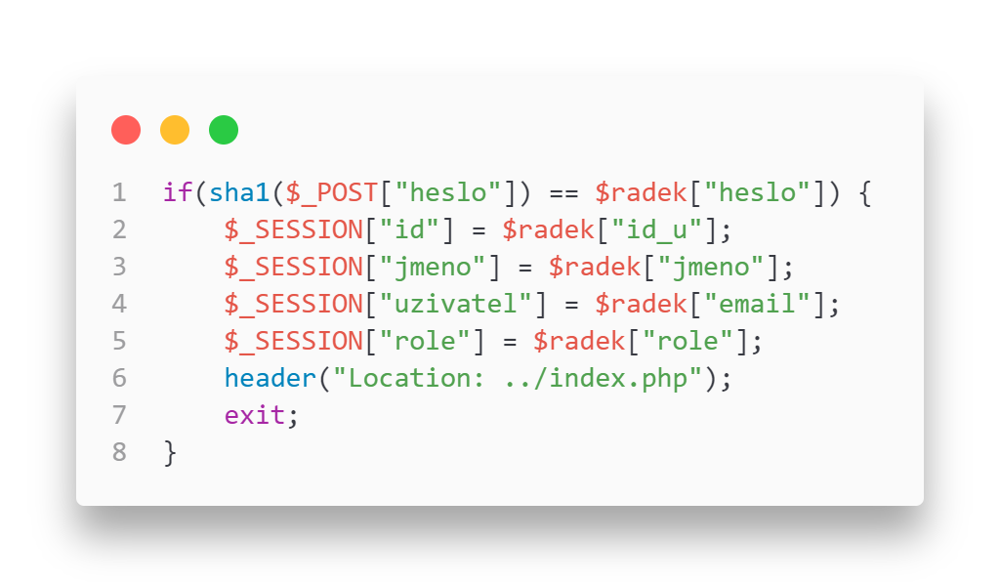 1 if(sha1($_POST["heslo"]) == $radek["heslo"]) {
2     $_SESSION["id"] = $radek["id_u"];
3     $_SESSION["jmeno"] = $radek["jmeno"];
4     $_SESSION["uzivatel"] = $radek["email"];
5     $_SESSION["role"] = $radek["role"];
6     header("Location: ../index.php");
7     exit;
8 }